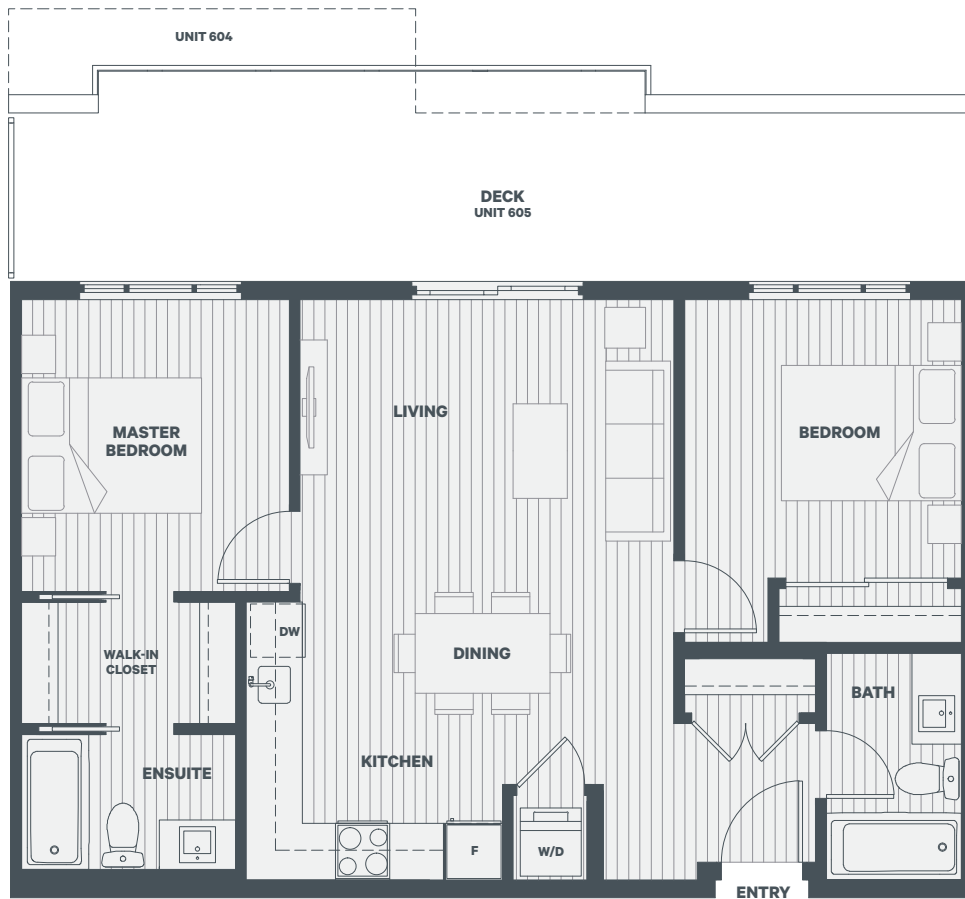 UNIT 604
DECK
UNIT 605
MASTER
BEDROOM
LIVING
BEDROOM
DW
WALK-IN
CLOSET
DINING
BATH
ENSUITE
KITCHEN
F
W/D
ENTRY